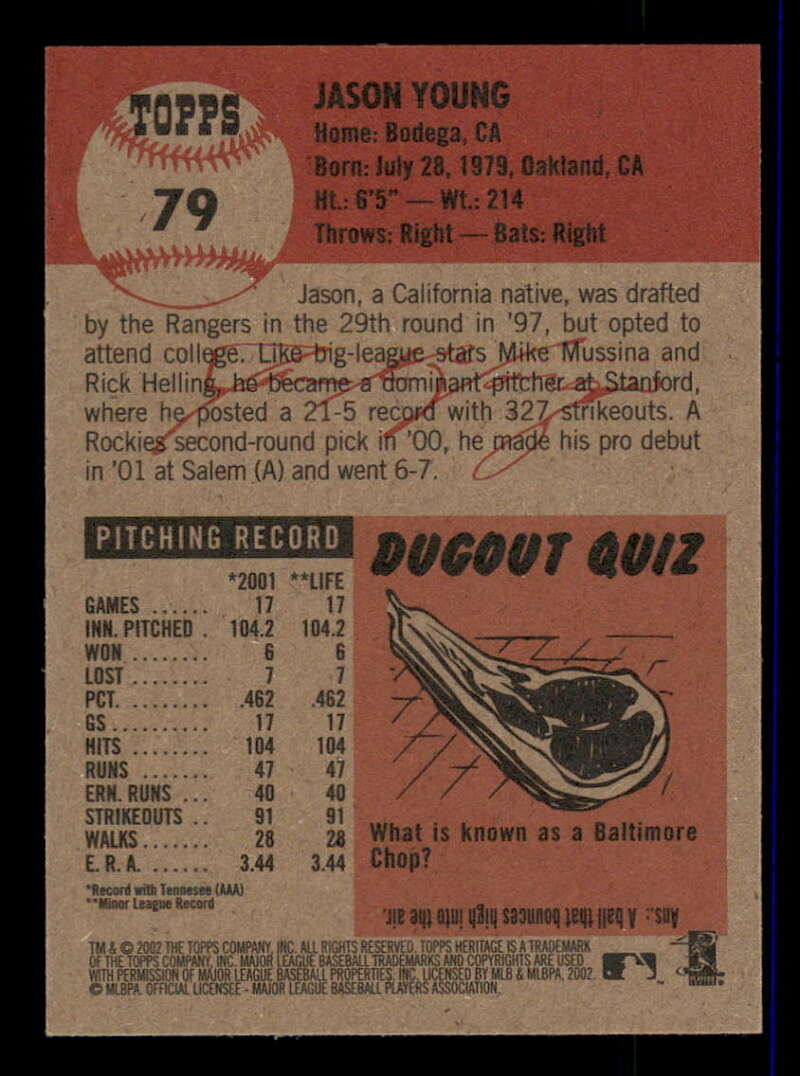 TOPPS
79
JASON YOUNG
Home: Bodega, CA
Born: July 28, 1979, Oakland, CA
Ht.: 6'5" — Wt.: 214
Throws: Right — Bats: Right
Jason, a California native, was drafted
by the Rangers in the 29th round in '97, but opted to
attend college. Like big-league stars Mike Mussina and
Rick Helling, he became a dominant pitcher at Stanford,
where he posted a 21-5 record with 327 strikeouts. A
Rockies second-round pick in '00, he made his pro debut
in '01 at Salem (A) and went 6-7.
PITCHING RECORD
*2001 **LIFE
GAMES ...... 17 17
INN. PITCHED . 104.2 104.2
WON ........ 6 6
LOST ....... 7 7
PCT. ........ .462 .462
GS .......... 17 17
HITS ........ 104 104
RUNS ....... 47 47
ERN. RUNS ... 40 40
STRIKEOUTS .. 91 91
WALKS ....... 28 28
E. R. A. ...... 3.44 3.44
*Record with Tennesee (AAA)
**Minor League Record
DUGOUT QUIZ
What is known as a Baltimore
Chop?
Ans.: A ball that bounces high into the air.
TM & © 2002 THE TOPPS COMPANY, INC. ALL RIGHTS RESERVED. TOPPS HERITAGE IS A TRADEMARK
OF THE TOPPS COMPANY, INC. MAJOR LEAGUE BASEBALL TRADEMARKS AND COPYRIGHTS ARE USED
WITH PERMISSION OF MAJOR LEAGUE BASEBALL PROPERTIES, INC. LICENSED BY MLB & MLBPA, 2002.
© MLBPA. OFFICIAL LICENSEE - MAJOR LEAGUE BASEBALL PLAYERS ASSOCIATION.